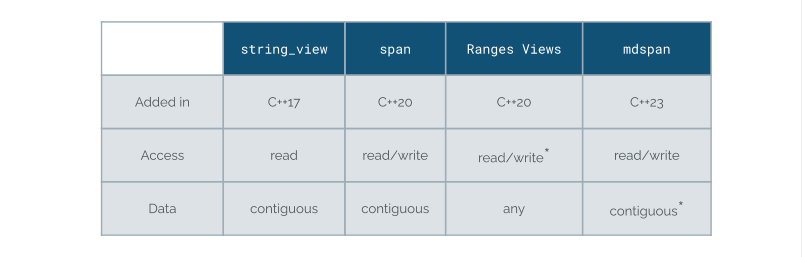 string_view span Ranges Views mdspan
Added in C++17 C++20 C++20 C++23
Access read read/write read/write* read/write
Data contiguous contiguous any contiguous*